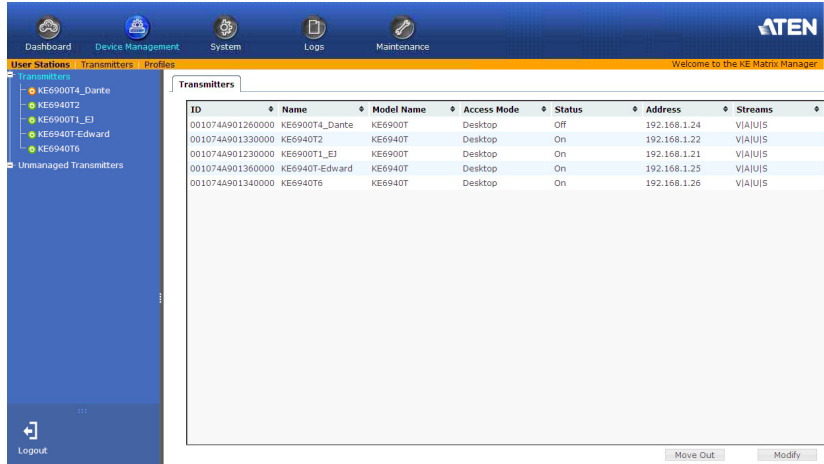 Dashboard Device Management System Logs Maintenance ATEN
User Stations Transmitters Profiles Welcome to the KE Matrix Manager
Transmitters
KE6900T4_Dante
KE6940T2
KE6900T1_EJ
KE6940T-Edward
KE6940T6
Unmanaged Transmitters
Logout
Transmitters
ID Name Model Name Access Mode Status Address Streams
001074A901260000 KE6900T4_Dante KE6900T Desktop Off 192.168.1.24 V|A|U|S
001074A901330000 KE6940T2 KE6940T Desktop On 192.168.1.22 V|A|U|S
001074A901230000 KE6900T1_EJ KE6900T Desktop On 192.168.1.21 V|A|U|S
001074A901360000 KE6940T-Edward KE6940T Desktop On 192.168.1.25 V|A|U|S
001074A901340000 KE6940T6 KE6940T Desktop On 192.168.1.26 V|A|U|S
Move Out Modify